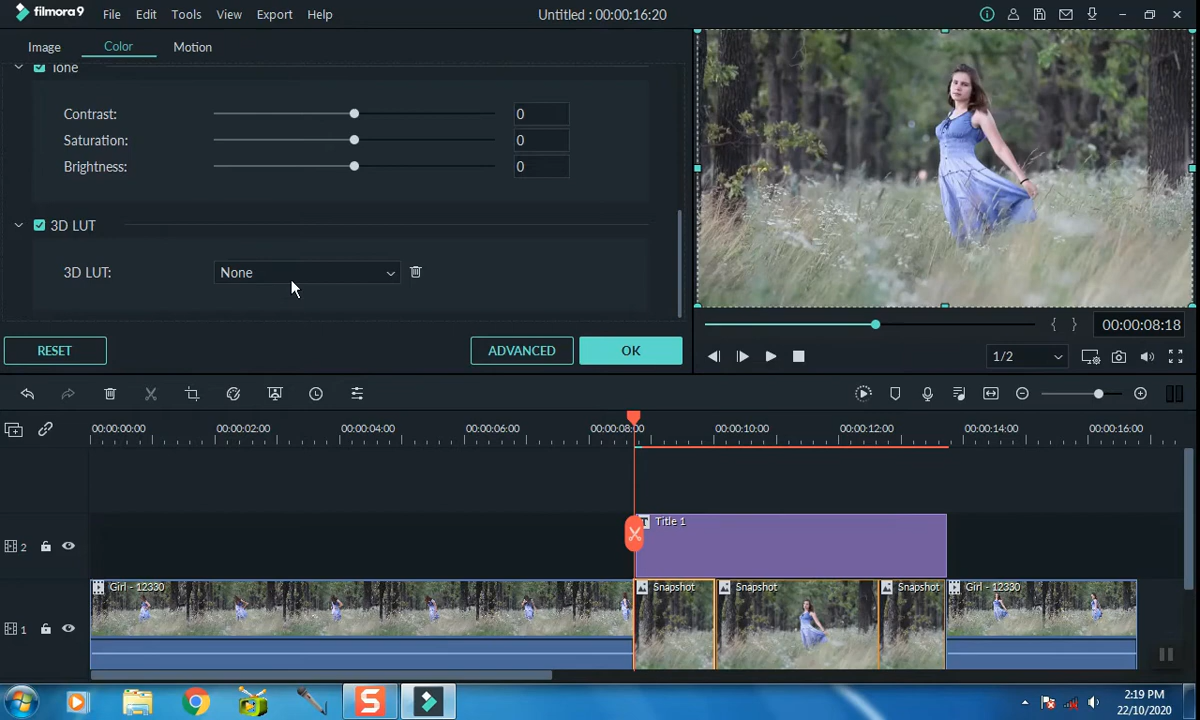 filmora9 File Edit Tools View Export Help Untitled : 00:00:16:20
Image Color Motion
Tone
Contrast: 0
Saturation: 0
Brightness: 0
3D LUT
3D LUT: None
RESET ADVANCED OK
00:00:08:18
1/2
00:00:00:00 00:00:02:00 00:00:04:00 00:00:06:00 00:00:08:00 00:00:10:00 00:00:12:00 00:00:14:00 00:00:16:00
T Title 1
2
Girl - 12330 Snapshot Snapshot Snapshot Girl - 12330
1
S
2:19 PM
22/10/2020